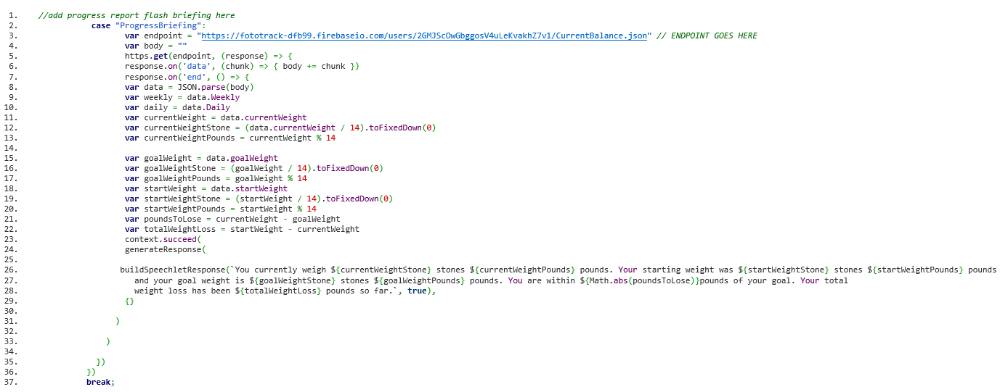 1. //add progress report flash briefing here
2. case "ProgressBriefing":
3. var endpoint = "https://fototrack-dfb99.firebaseio.com/users/2GMJScOwGbggosV4uLeKvakhZ7v1/CurrentBalance.json" // ENDPOINT GOES HERE
4. var body = ""
5. https.get(endpoint, (response) => {
6. response.on('data', (chunk) => { body += chunk })
7. response.on('end', () => {
8. var data = JSON.parse(body)
9. var weekly = data.Weekly
10. var daily = data.Daily
11. var currentWeight = data.currentWeight
12. var currentWeightStone = (data.currentWeight / 14).toFixedDown(0)
13. var currentWeightPounds = currentWeight % 14
14.
15. var goalWeight = data.goalWeight
16. var goalWeightStone = (goalWeight / 14).toFixedDown(0)
17. var goalWeightPounds = goalWeight % 14
18. var startWeight = data.startWeight
19. var startWeightStone = (startWeight / 14).toFixedDown(0)
20. var startWeightPounds = startWeight % 14
21. var poundsToLose = currentWeight - goalWeight
22. var totalWeightLoss = startWeight - currentWeight
23. context.succeed(
24. generateResponse(
25.
26. buildSpeechletResponse(`You currently weigh ${currentWeightStone} stones ${currentWeightPounds} pounds. Your starting weight was ${startWeightStone} stones ${startWeightPounds} pounds
27. and your goal weight is ${goalWeightStone} stones ${goalWeightPounds} pounds. You are within ${Math.abs(poundsToLose)}pounds of your goal. Your total
28. weight loss has been ${totalWeightLoss} pounds so far.`, true),
29. {}
30.
31. )
32.
33. )
34.
35. })
36. })
37. break;